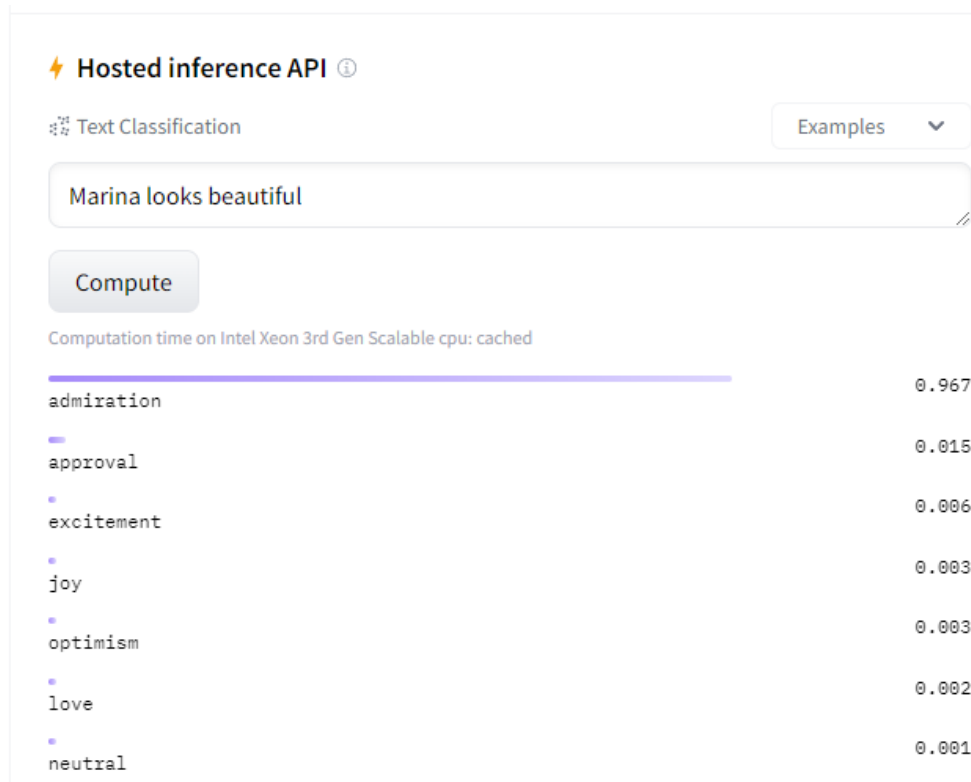 Hosted inference API
Text Classification
Examples
Marina looks beautiful
Compute
Computation time on Intel Xeon 3rd Gen Scalable cpu: cached
admiration 0.967
approval 0.015
excitement 0.006
joy 0.003
optimism 0.003
love 0.002
neutral 0.001